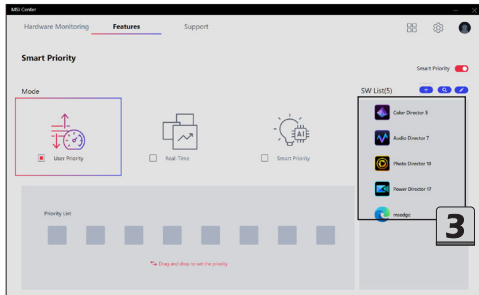 MSI Center
Hardware Monitoring
Features
Support
Smart Priority
Smart Priority
Mode
SW List(5)
User Priority
Real-Time
Smart Priority
AI
Color Director 5
Audio Director 7
Photo Director 10
Power Director 17
msedge
3
Priority List
Drag and drop to set the priority